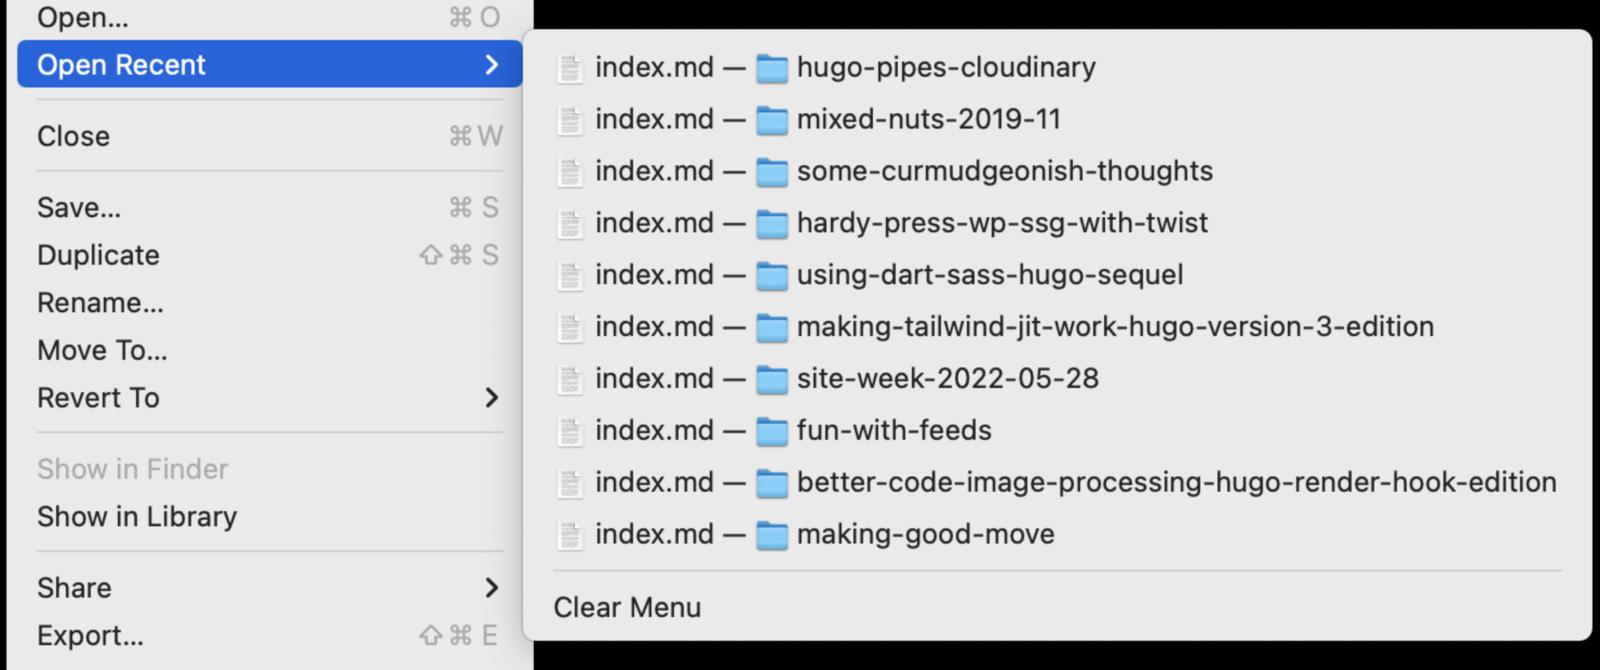 Open... ⌘ O
Open Recent
Close ⌘ W
Save... ⌘ S
Duplicate ⇧ ⌘ S
Rename...
Move To...
Revert To
Show in Finder
Show in Library
Share
Export... ⇧ ⌘ E
index.md — hugo-pipes-cloudinary
index.md — mixed-nuts-2019-11
index.md — some-curmudgeonish-thoughts
index.md — hardy-press-wp-ssg-with-twist
index.md — using-dart-sass-hugo-sequel
index.md — making-tailwind-jit-work-hugo-version-3-edition
index.md — site-week-2022-05-28
index.md — fun-with-feeds
index.md — better-code-image-processing-hugo-render-hook-edition
index.md — making-good-move
Clear Menu